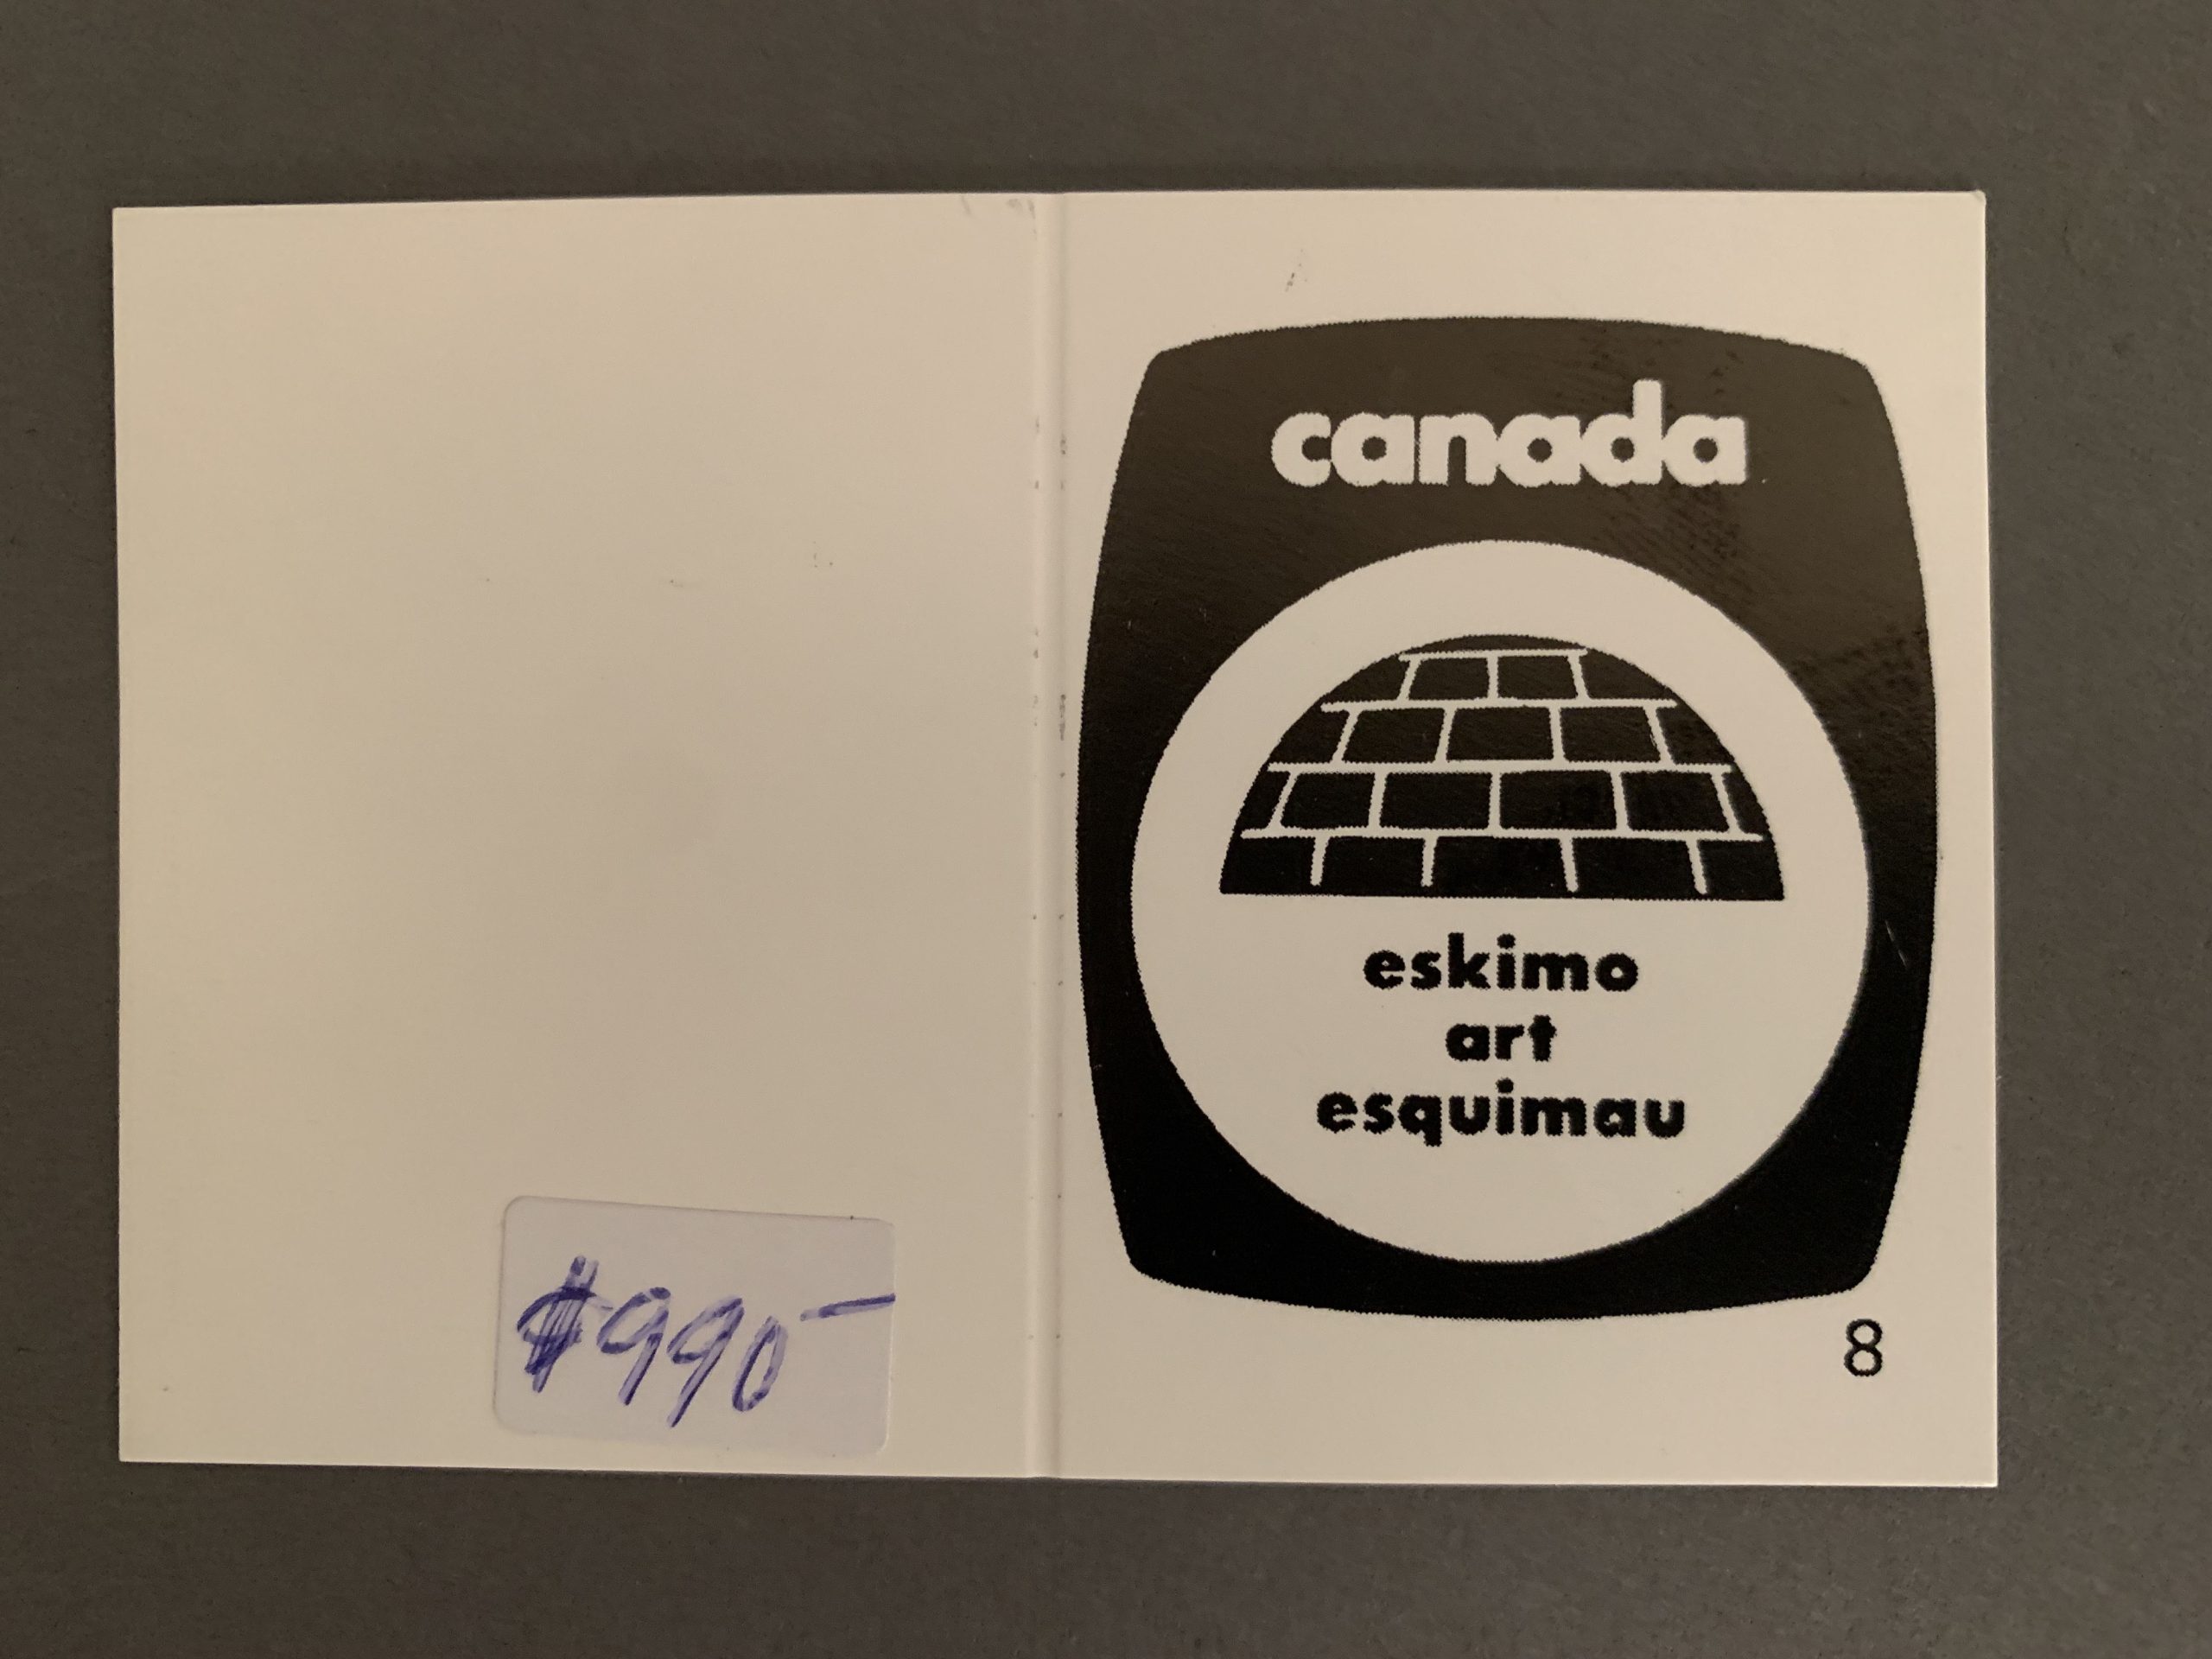 canada
eskimo
art
esquimau
8
$990-